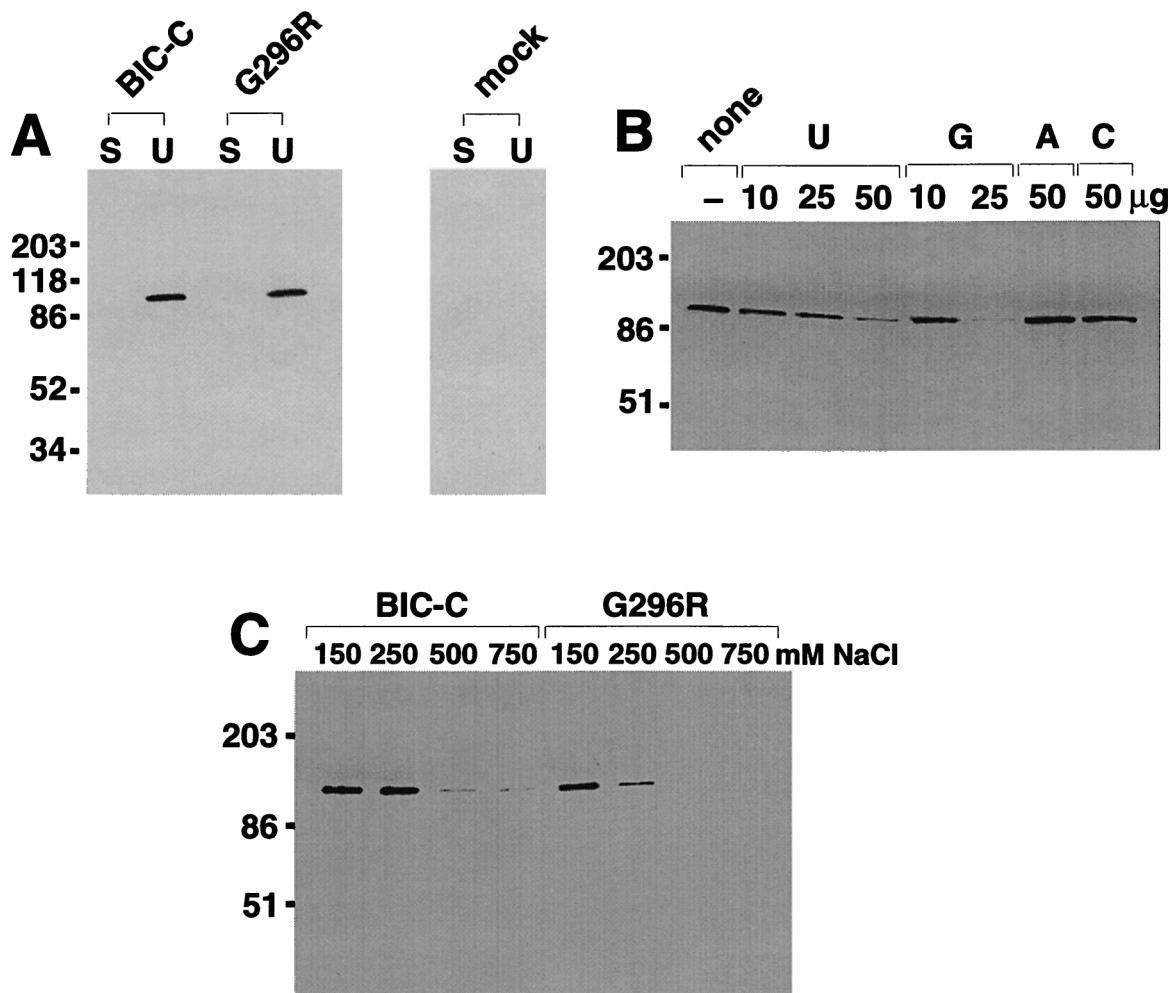 A
BIC-C G296R mock
S U S U S U
203
118
86
52
34
B
none U G A C
– 10 25 50 10 25 50 50 μg
203
86
51
C
BIC-C G296R
150 250 500 750 150 250 500 750 mM NaCl
203
86
51